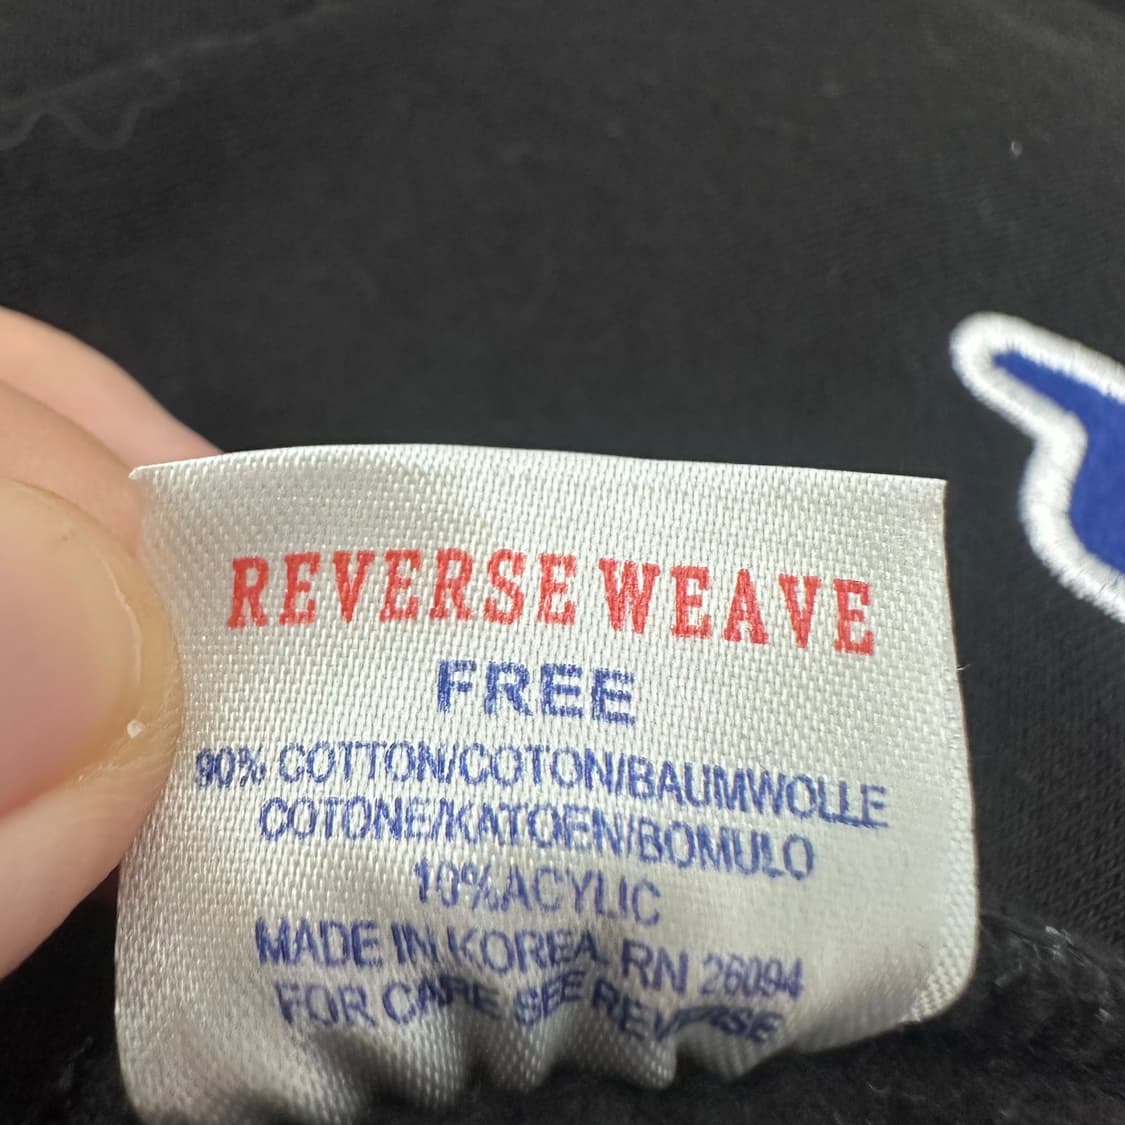 REVERSE WEAVE
FREE
90% COTTON/COTON/BAUMWOLLE
COTONE/KATOEN/BOMULO
10%ACYLIC
MADE IN KOREA. RN 26094
FOR CARE SEE REVERSE